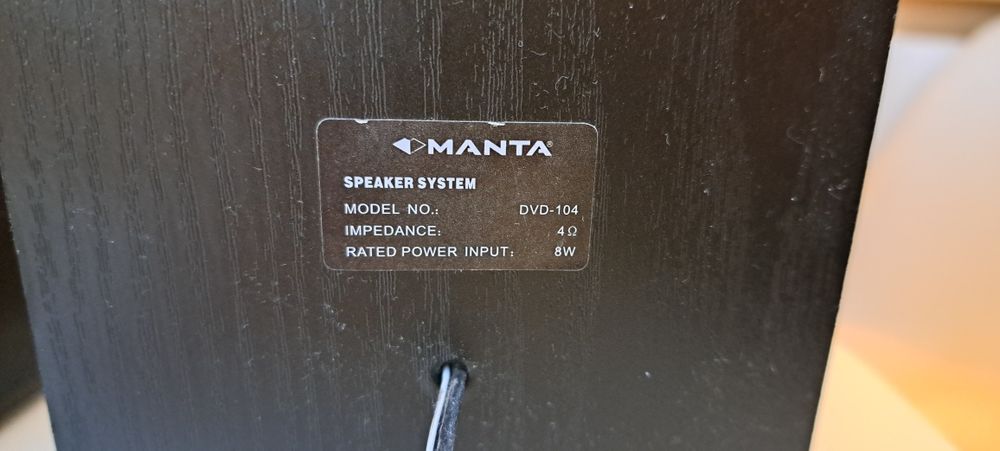 MANTA®
SPEAKER SYSTEM
MODEL NO.: DVD-104
IMPEDANCE: 4Ω
RATED POWER INPUT: 8W